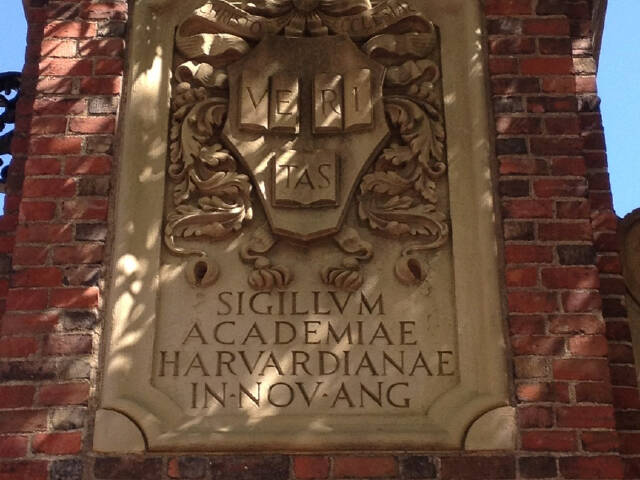 VE RI
TAS
SIGILLVM
ACADEMIAE
HARVARDIANAE
IN·NOV·ANG